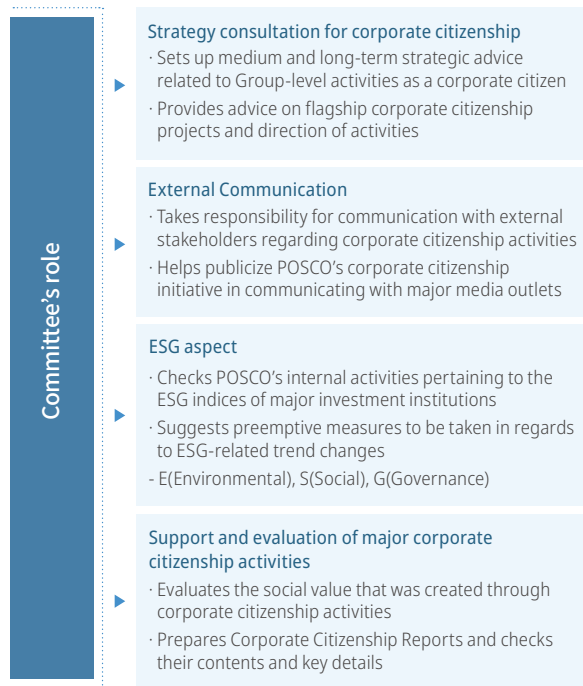 Committee's role
Strategy consultation for corporate citizenship
· Sets up medium and long-term strategic advice
related to Group-level activities as a corporate citizen
· Provides advice on flagship corporate citizenship
projects and direction of activities
External Communication
· Takes responsibility for communication with external
stakeholders regarding corporate citizenship activities
· Helps publicize POSCO's corporate citizenship
initiative in communicating with major media outlets
ESG aspect
· Checks POSCO's internal activities pertaining to the
ESG indices of major investment institutions
· Suggests preemptive measures to be taken in regards
to ESG-related trend changes
- E(Environmental), S(Social), G(Governance)
Support and evaluation of major corporate
citizenship activities
· Evaluates the social value that was created through
corporate citizenship activities
· Prepares Corporate Citizenship Reports and checks
their contents and key details